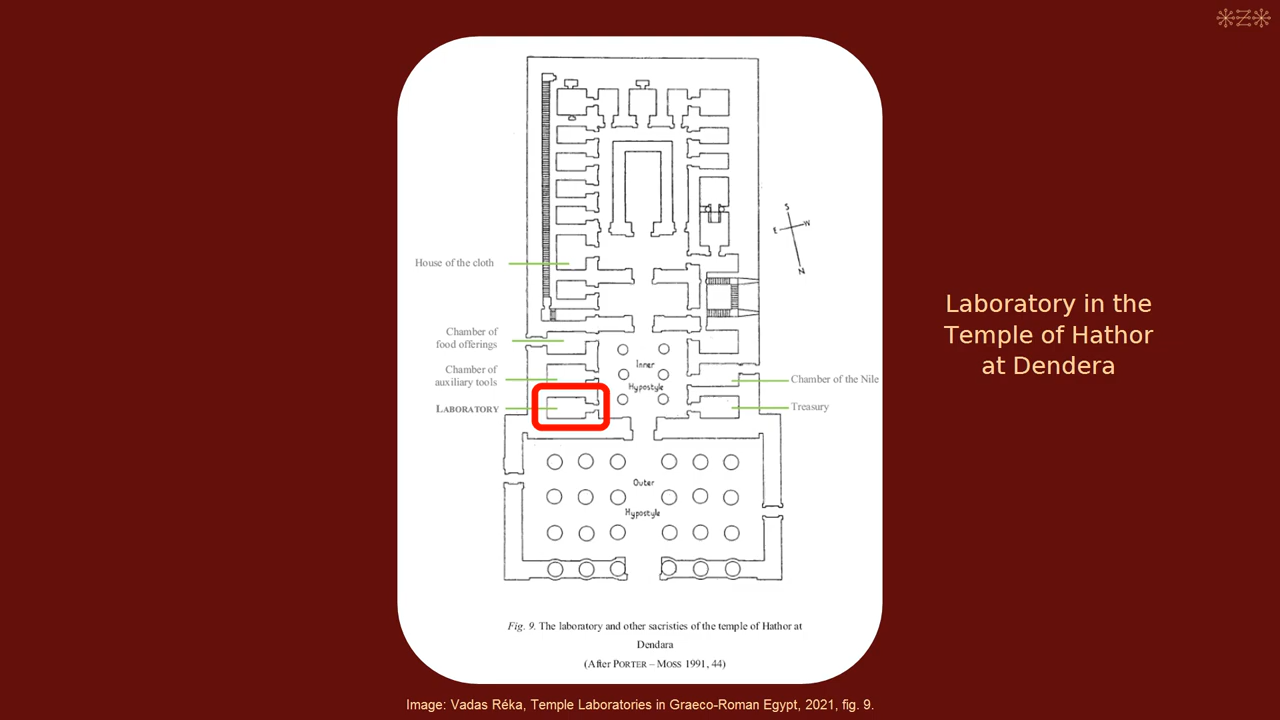 S
E
W
N
House of the cloth
Chamber of
food offerings
Inner
Chamber of
auxiliary tools
Hypostyle
Chamber of the Nile
LABORATORY
Treasury
Outer
Hypostyle
Fig. 9. The laboratory and other sacristies of the temple of Hathor at
Dendara
(After PORTER – MOSS 1991, 44)
Laboratory in the
Temple of Hathor
at Dendera
Image: Vadas Réka, Temple Laboratories in Graeco-Roman Egypt, 2021, fig. 9.